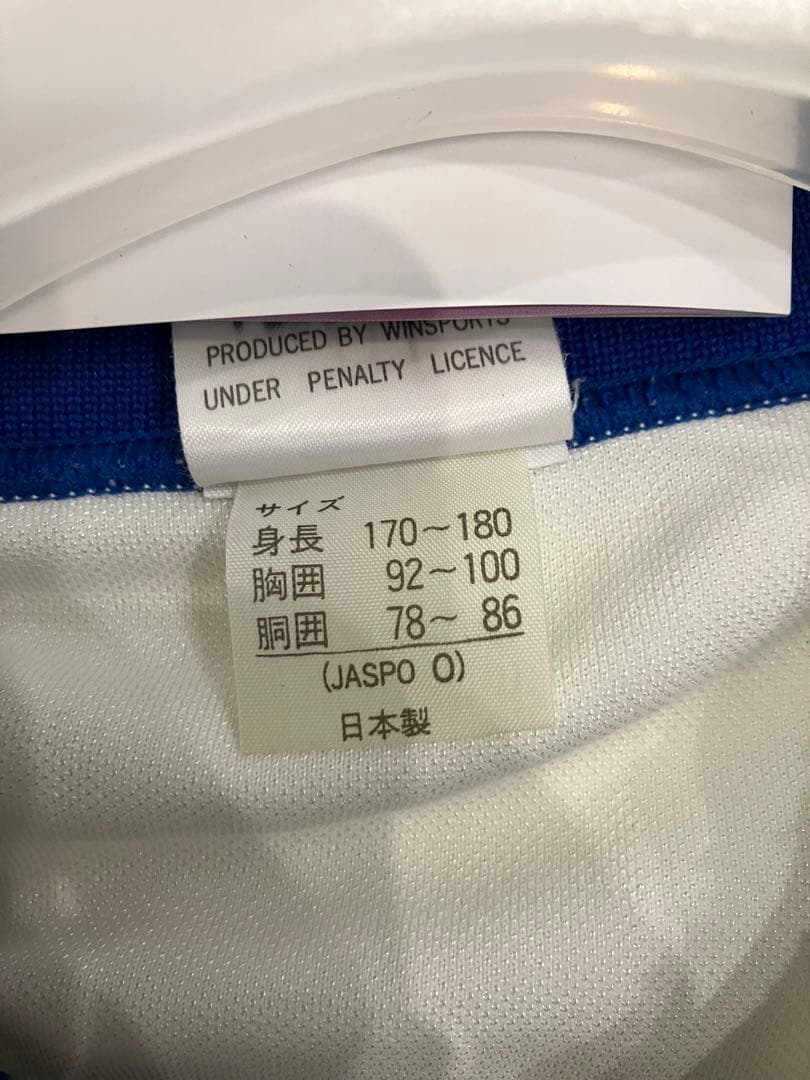 PRODUCED BY WINSPORTS
UNDER PENALTY LICENCE
サイズ
身長 170～180
胸囲 92～100
胴囲 78～ 86
(JASPO O)
日本製